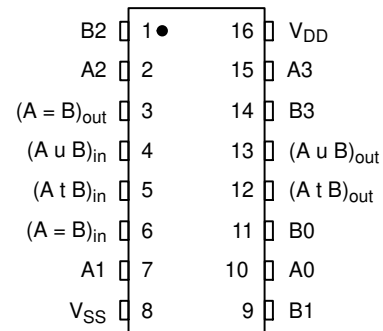 B2 1 16 VDD
A2 2 15 A3
(A = B)out 3 14 B3
(A u B)in 4 13 (A u B)out
(A t B)in 5 12 (A t B)out
(A = B)in 6 11 B0
A1 7 10 A0
VSS 8 9 B1